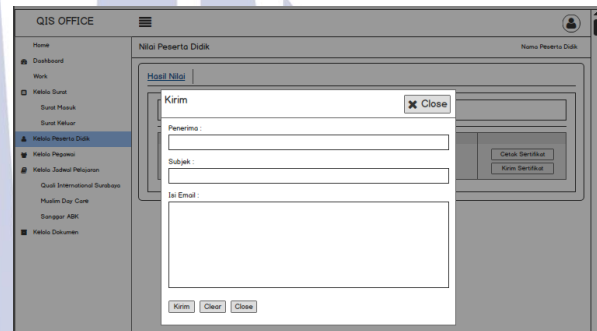 QIS OFFICE
Home
Dashboard
Work
Kelola Surat
Surat Masuk
Surat Keluar
Kelola Peserta Didik
Kelola Pegawai
Kelola Jadwal Pelajaran
Quali International Surabaya
Muslim Day Care
Sanggar ABK
Kelola Dokumen
Nilai Peserta Didik
Nama Peserta Didik
Hasil Nilai
Kirim
Close
Penerima :
Subjek :
Isi Email :
Kirim Clear Close
Cetak Sertifikat
Kirim Sertifikat